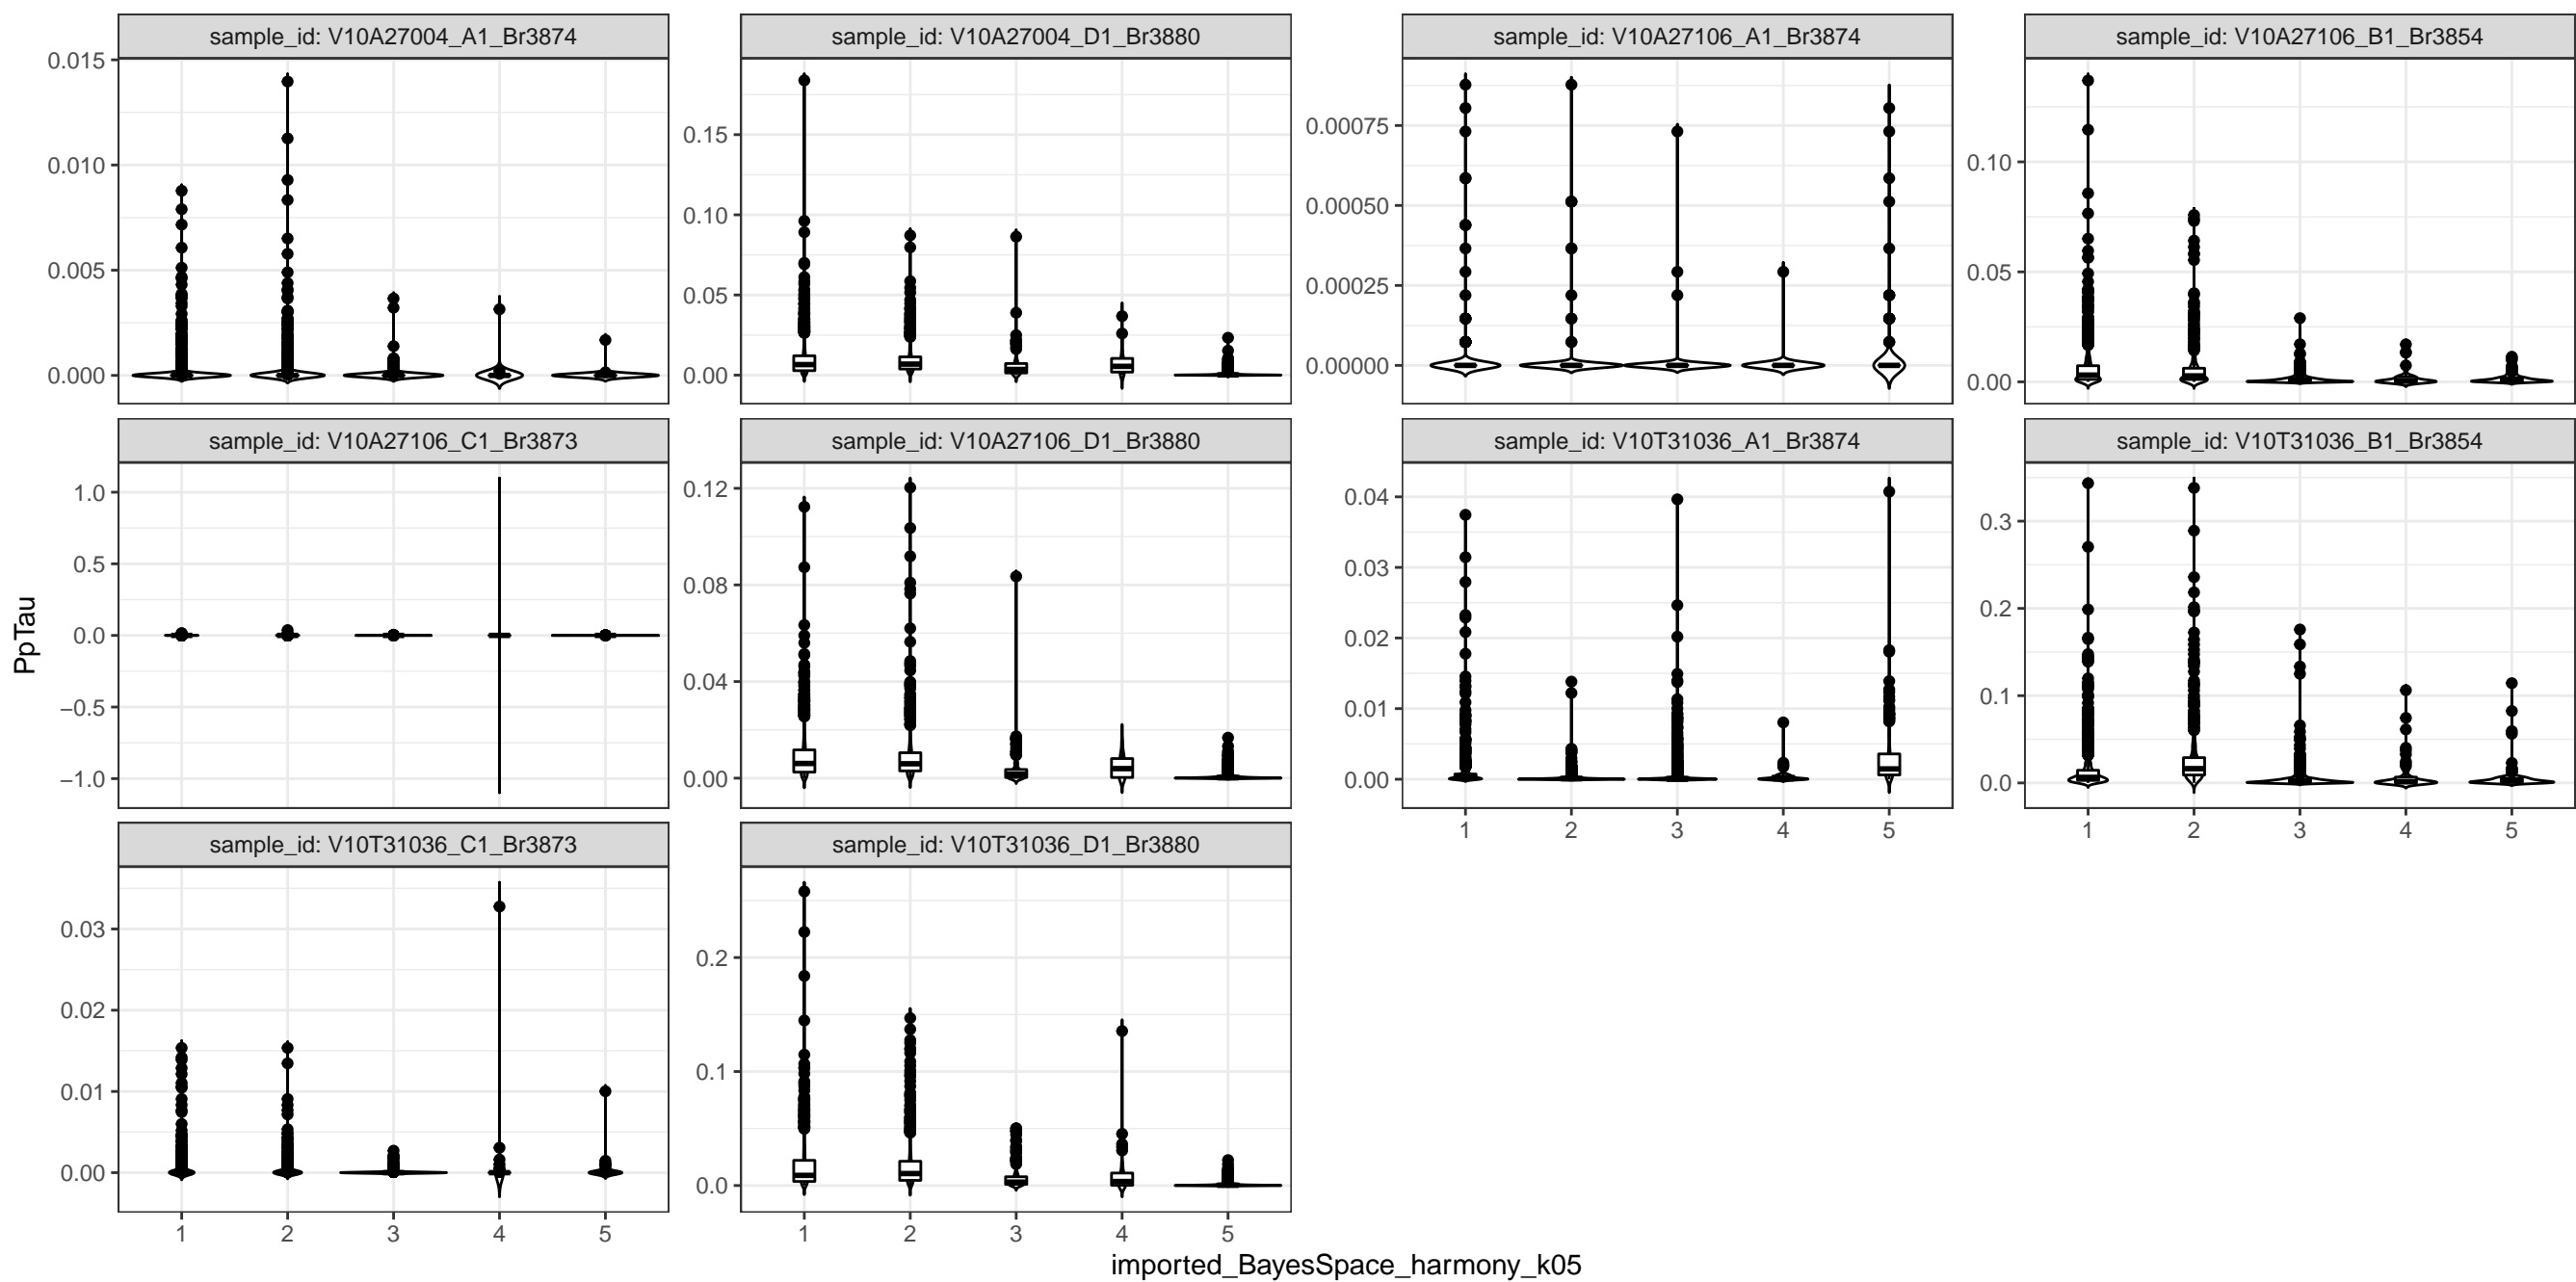 sample_id: V10A27004_A1_Br3874
sample_id: V10A27004_D1_Br3880
sample_id: V10A27106_A1_Br3874
sample_id: V10A27106_B1_Br3854
0.015
0.010
0.005
0.000
0.15
0.10
0.05
0.00
0.00075
0.00050
0.00025
0.00000
0.10
0.05
0.00
sample_id: V10A27106_C1_Br3873
sample_id: V10A27106_D1_Br3880
sample_id: V10T31036_A1_Br3874
sample_id: V10T31036_B1_Br3854
1.0
0.5
0.0
−0.5
−1.0
0.12
0.08
0.04
0.00
0.04
0.03
0.02
0.01
0.00
1 2 3 4 5
0.3
0.2
0.1
0.0
1 2 3 4 5
sample_id: V10T31036_C1_Br3873
sample_id: V10T31036_D1_Br3880
0.03
0.02
0.01
0.00
1 2 3 4 5
0.2
0.1
0.0
1 2 3 4 5
PpTau
imported_BayesSpace_harmony_k05